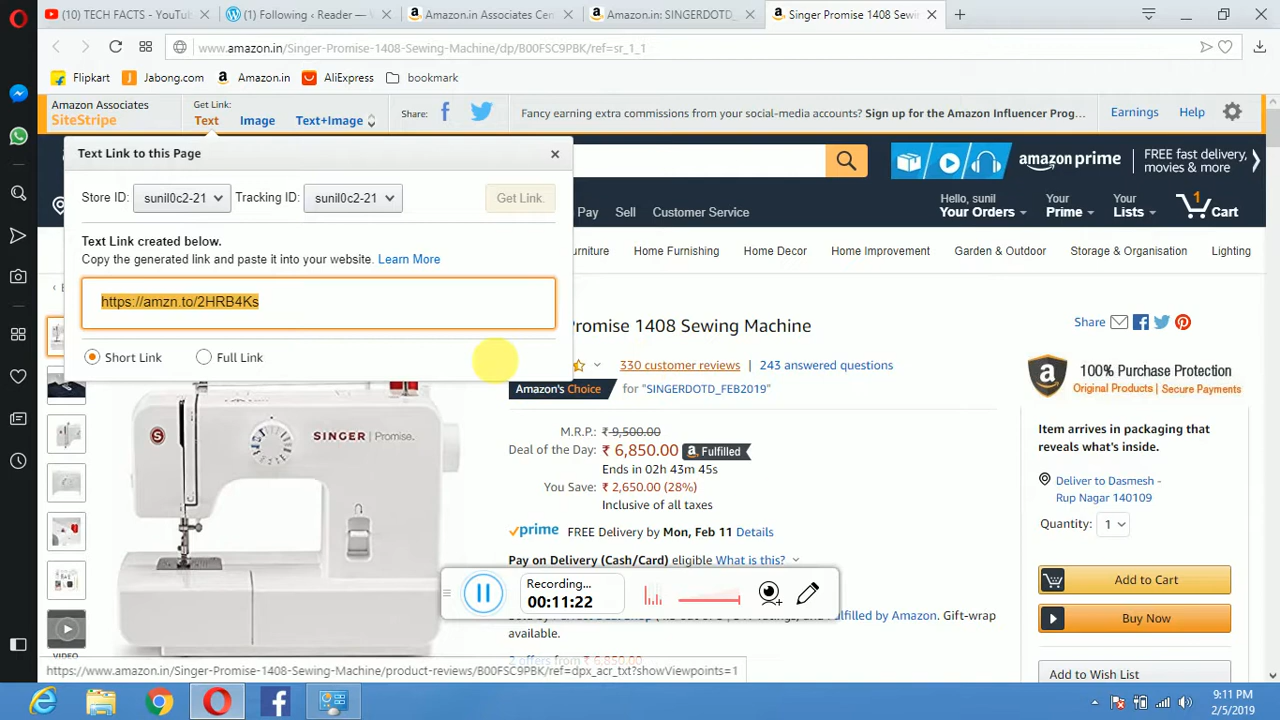 (10) TECH FACTS - YouTu
(1) Following ‹ Reader — W
Amazon.in Associates Cen
Amazon.in: SINGERDOTD_
Singer Promise 1408 Sewi
www.amazon.in/Singer-Promise-1408-Sewing-Machine/dp/B00FSC9PBK/ref=sr_1_1
Flipkart
Jabong.com
Amazon.in
AliExpress
bookmark
Amazon Associates
SiteStripe
Get Link:
Text
Image
Text+Image
Share:
Fancy earning extra commissions from your social-media accounts? Sign up for the Amazon Influencer Prog...
Earnings
Help
Text Link to this Page
Store ID: sunil0c2-21 Tracking ID: sunil0c2-21 Get Link.
Text Link created below.
Copy the generated link and paste it into your website. Learn More
https://amzn.to/2HRB4Ks
Short Link
Full Link
amazon prime
FREE fast delivery,
movies & more
Pay
Sell
Customer Service
Hello, sunil
Your Orders
Your
Prime
Your
Lists
1
Cart
Home Furnishing
Home Decor
Home Improvement
Garden & Outdoor
Storage & Organisation
Lighting
Promise 1408 Sewing Machine
Share
330 customer reviews
243 answered questions
Amazon's Choice for "SINGERDOTD_FEB2019"
M.R.P.: ₹ 9,500.00
Deal of the Day: ₹ 6,850.00 Fulfilled
Ends in 02h 43m 45s
You Save: ₹ 2,650.00 (28%)
Inclusive of all taxes
prime FREE Delivery by Mon, Feb 11 Details
Pay on Delivery (Cash/Card) eligible What is this?
Fulfilled by Amazon. Gift-wrap
available.
2 offers from ₹ 6,850.00
100% Purchase Protection
Original Products | Secure Payments
Item arrives in packaging that
reveals what's inside.
Deliver to Dasmesh -
Rup Nagar 140109
Quantity: 1
Add to Cart
Buy Now
Add to Wish List
SINGER | Promise
VIDEO
Recording...
00:11:22
https://www.amazon.in/Singer-Promise-1408-Sewing-Machine/product-reviews/B00FSC9PBK/ref=dpx_acr_txt?showViewpoints=1
9:11 PM
2/5/2019